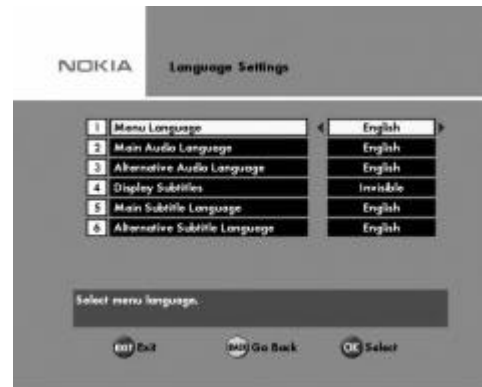 NOKIA Language Settings
1 Menu Language English
2 Main Audio Language English
3 Alternative Audio Language English
4 Display Subtitles Invisible
5 Main Subtitle Language English
6 Alternative Subtitle Language English
Select menu language.
EXIT Exit BACK Go Back OK Select